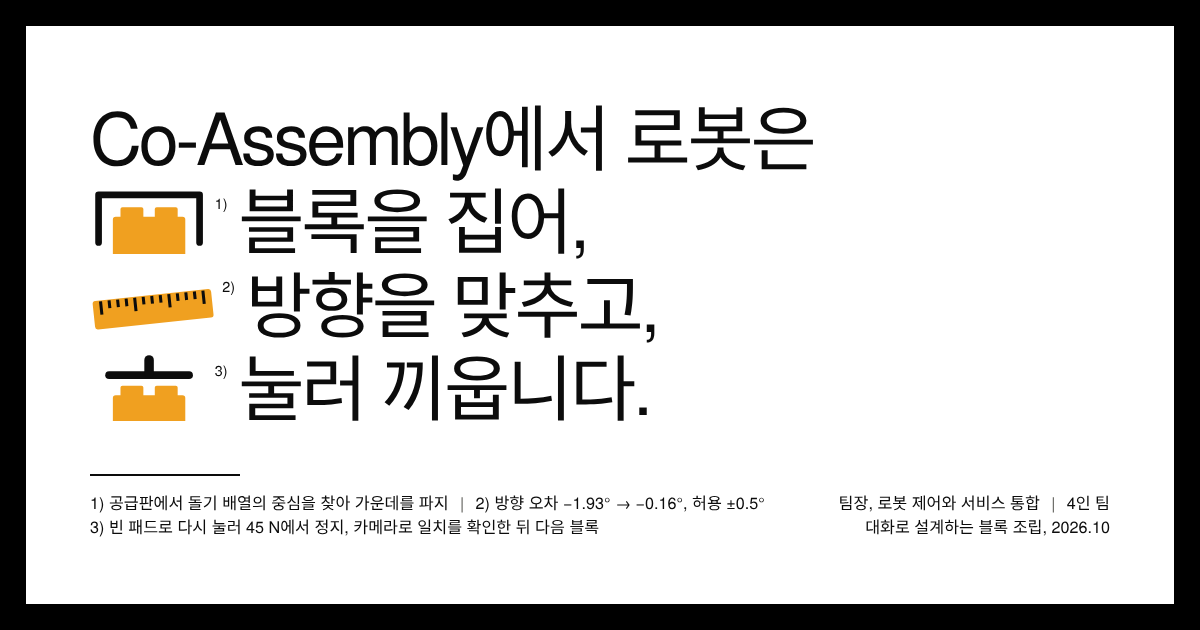 Co-Assembly에서 로봇은
1) 블록을 집어,
2) 방향을 맞추고,
3) 눌러 끼웁니다.
1) 공급판에서 돌기 배열의 중심을 찾아 가운데를 파지 | 2) 방향 오차 −1.93° → −0.16°, 허용 ±0.5°
3) 빈 패드로 다시 눌러 45 N에서 정지, 카메라로 일치를 확인한 뒤 다음 블록
팀장, 로봇 제어와 서비스 통합 | 4인 팀
대화로 설계하는 블록 조립, 2026.10